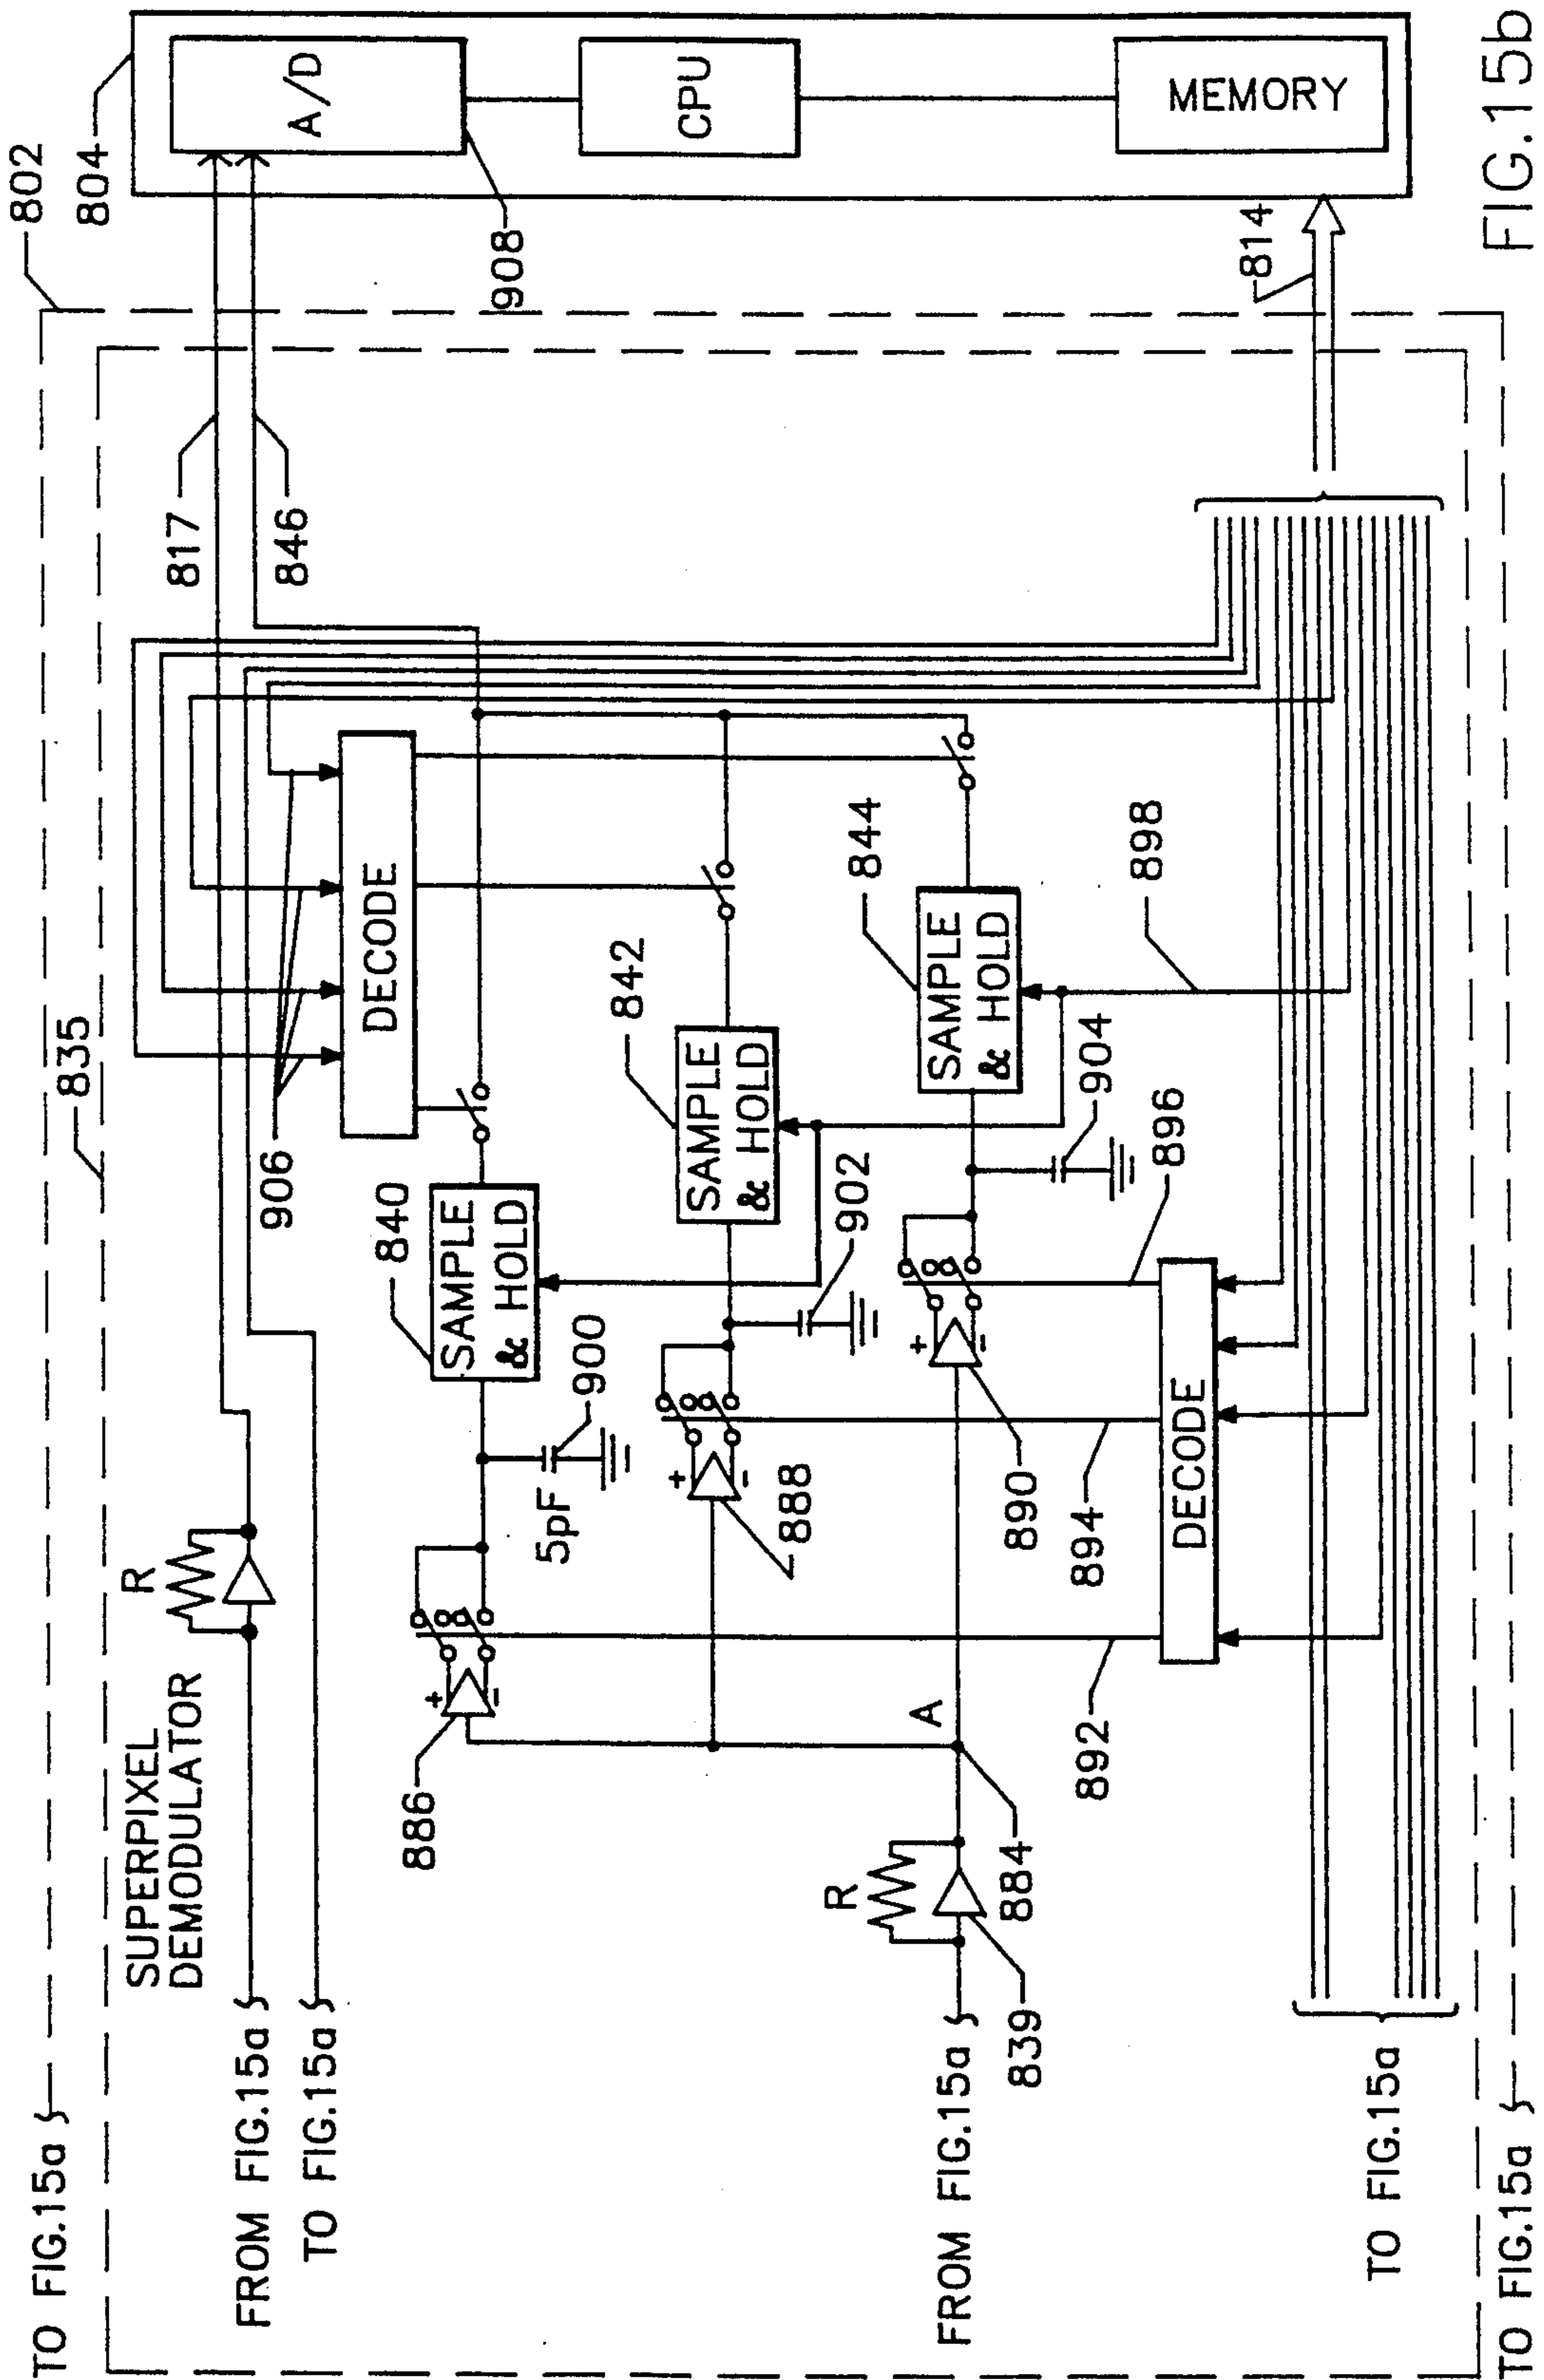 TO FIG.15a
802
804
835
817
846
A/D
CPU
MEMORY
908
SUPERPIXEL
DEMODULATOR
R
FROM FIG.15a
TO FIG.15a
906
DECODE
886
+
−
5pF
900
840
SAMPLE
& HOLD
888
+
−
902
842
SAMPLE
& HOLD
FROM FIG.15a
R
839
884
A
890
+
−
904
844
SAMPLE
& HOLD
892
894
896
898
DECODE
814
TO FIG.15a
TO FIG.15a
FIG.15b